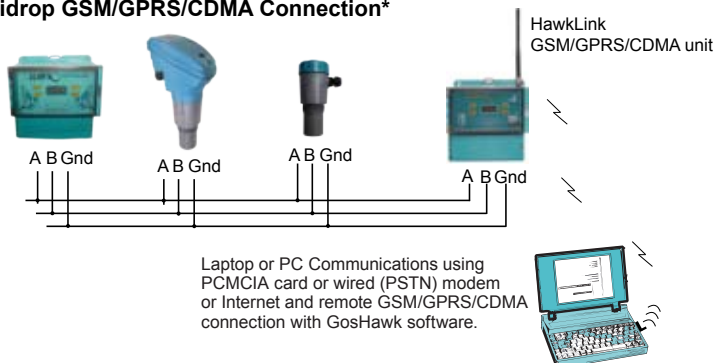 idrop GSM/GPRS/CDMA Connection*
HawkLink
GSM/GPRS/CDMA unit
A B Gnd
A B Gnd
A B Gnd
A B Gnd
Laptop or PC Communications using
PCMCIA card or wired (PSTN) modem
or Internet and remote GSM/GPRS/CDMA
connection with GosHawk software.